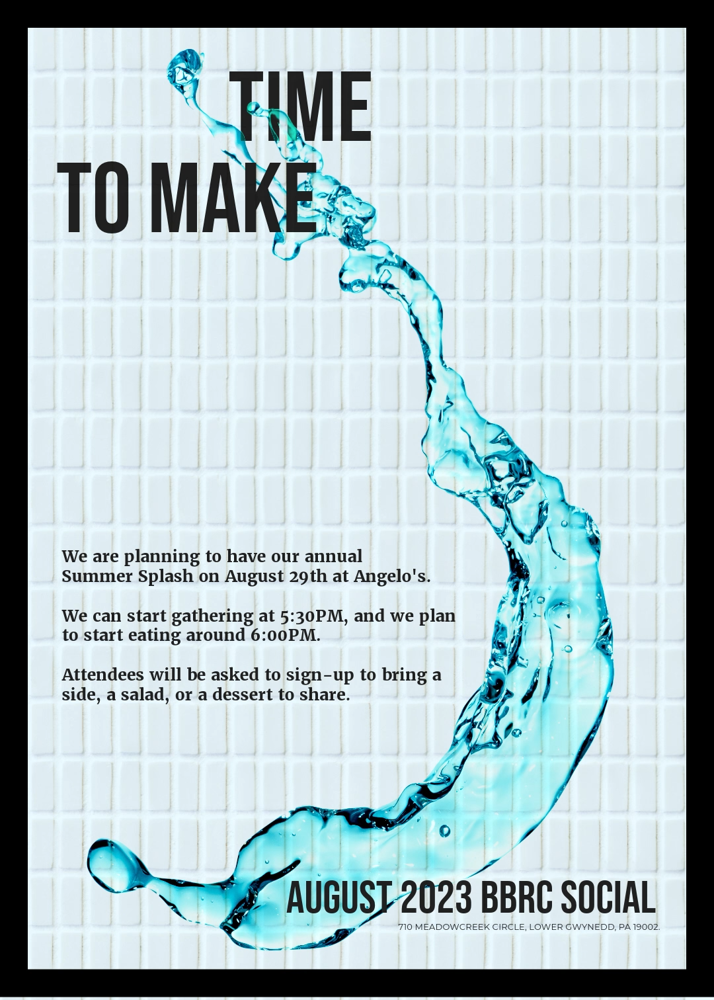 TIME
TO MAKE
We are planning to have our annual
Summer Splash on August 29th at Angelo's.
We can start gathering at 5:30PM, and we plan
to start eating around 6:00PM.
Attendees will be asked to sign-up to bring a
side, a salad, or a dessert to share.
AUGUST 2023 BBRC SOCIAL
710 MEADOWCREEK CIRCLE, LOWER GWYNEDD, PA 19002.